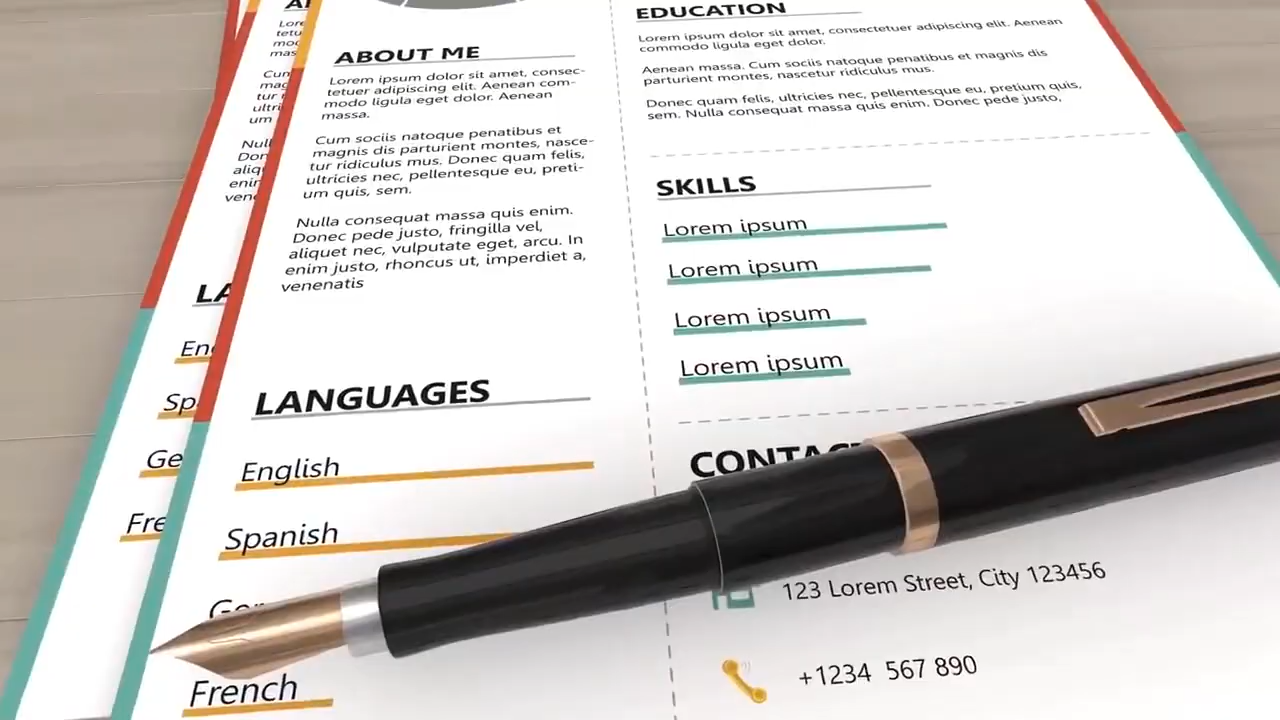 ABOUT ME
Lorem ipsum dolor sit amet, consec-
tetuer adipiscing elit. Aenean com-
modo ligula eget dolor. Aenean
massa.
Cum sociis natoque penatibus et
magnis dis parturient montes, nasce-
tur ridiculus mus. Donec quam felis,
ultricies nec, pellentesque eu, preti-
um quis, sem.
Nulla consequat massa quis enim.
Donec pede justo, fringilla vel,
aliquet nec, vulputate eget, arcu. In
enim justo, rhoncus ut, imperdiet a,
venenatis
LANGUAGES
English
Spanish
French
EDUCATION
Lorem ipsum dolor sit amet, consectetuer adipiscing elit. Aenean
commodo ligula eget dolor.
Aenean massa. Cum sociis natoque penatibus et magnis dis
parturient montes, nascetur ridiculus mus.
Donec quam felis, ultricies nec, pellentesque eu, pretium quis,
sem. Nulla consequat massa quis enim. Donec pede justo,
SKILLS
Lorem ipsum
Lorem ipsum
Lorem ipsum
Lorem ipsum
CONTAC
123 Lorem Street, City 123456
+1234 567 890